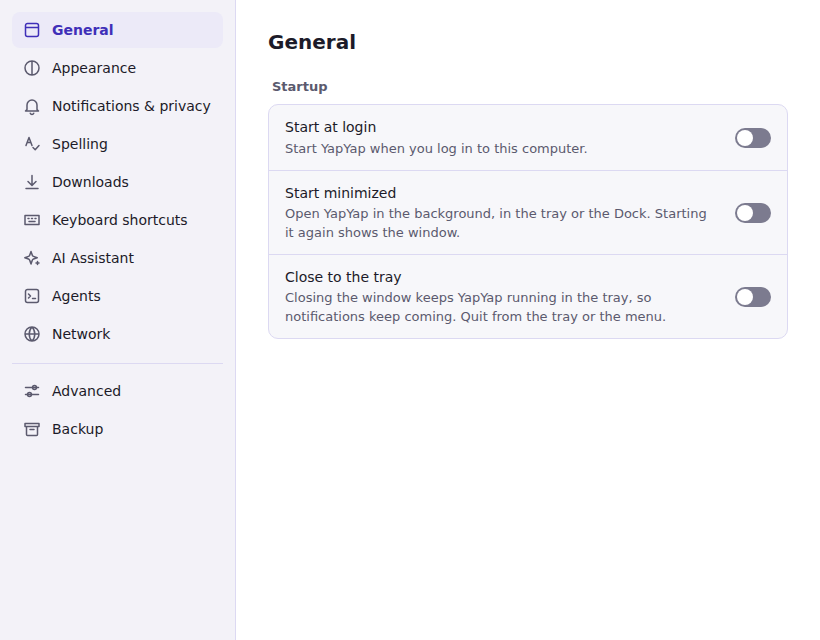 General
Appearance
Notifications & privacy
Spelling
Downloads
Keyboard shortcuts
AI Assistant
Agents
Network
Advanced
Backup
General
Startup
Start at login
Start YapYap when you log in to this computer.
Start minimized
Open YapYap in the background, in the tray or the Dock. Starting
it again shows the window.
Close to the tray
Closing the window keeps YapYap running in the tray, so
notifications keep coming. Quit from the tray or the menu.